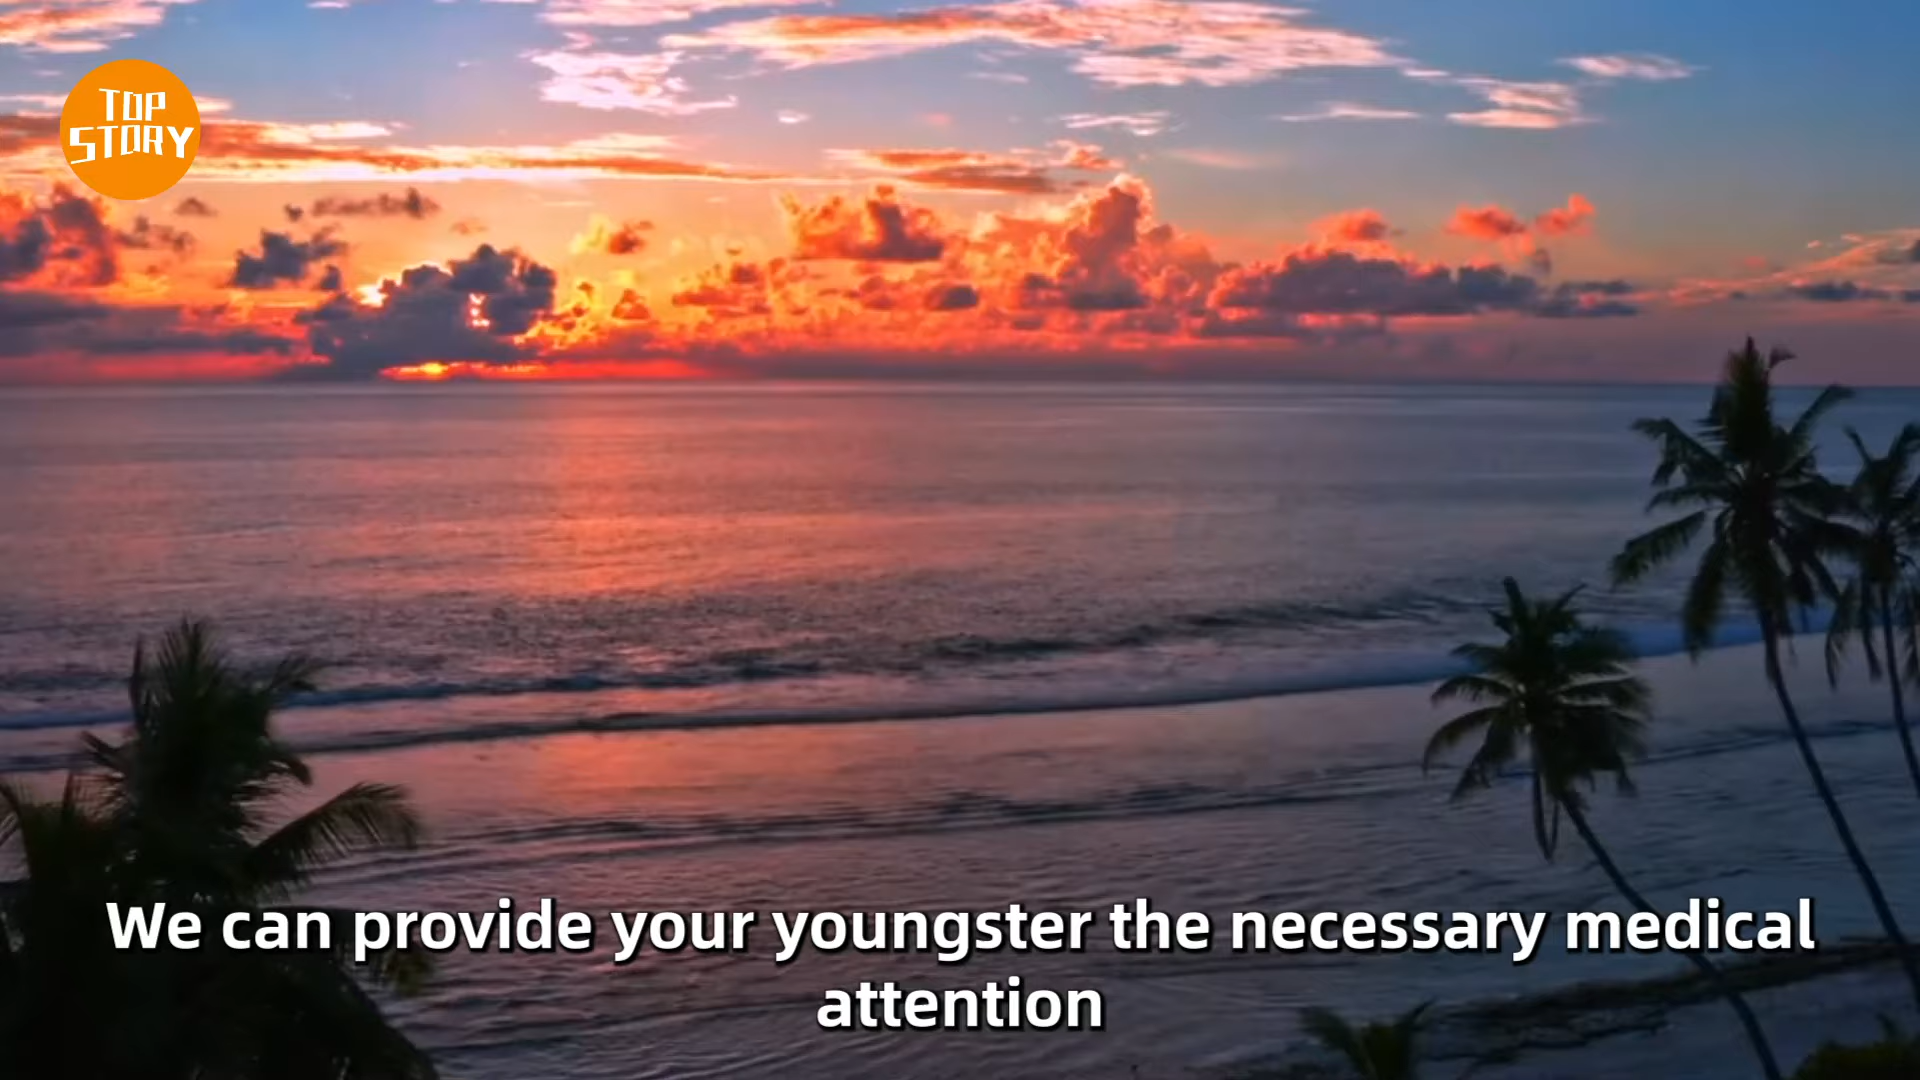 TOP
STORY
We can provide your youngster the necessary medical
attention